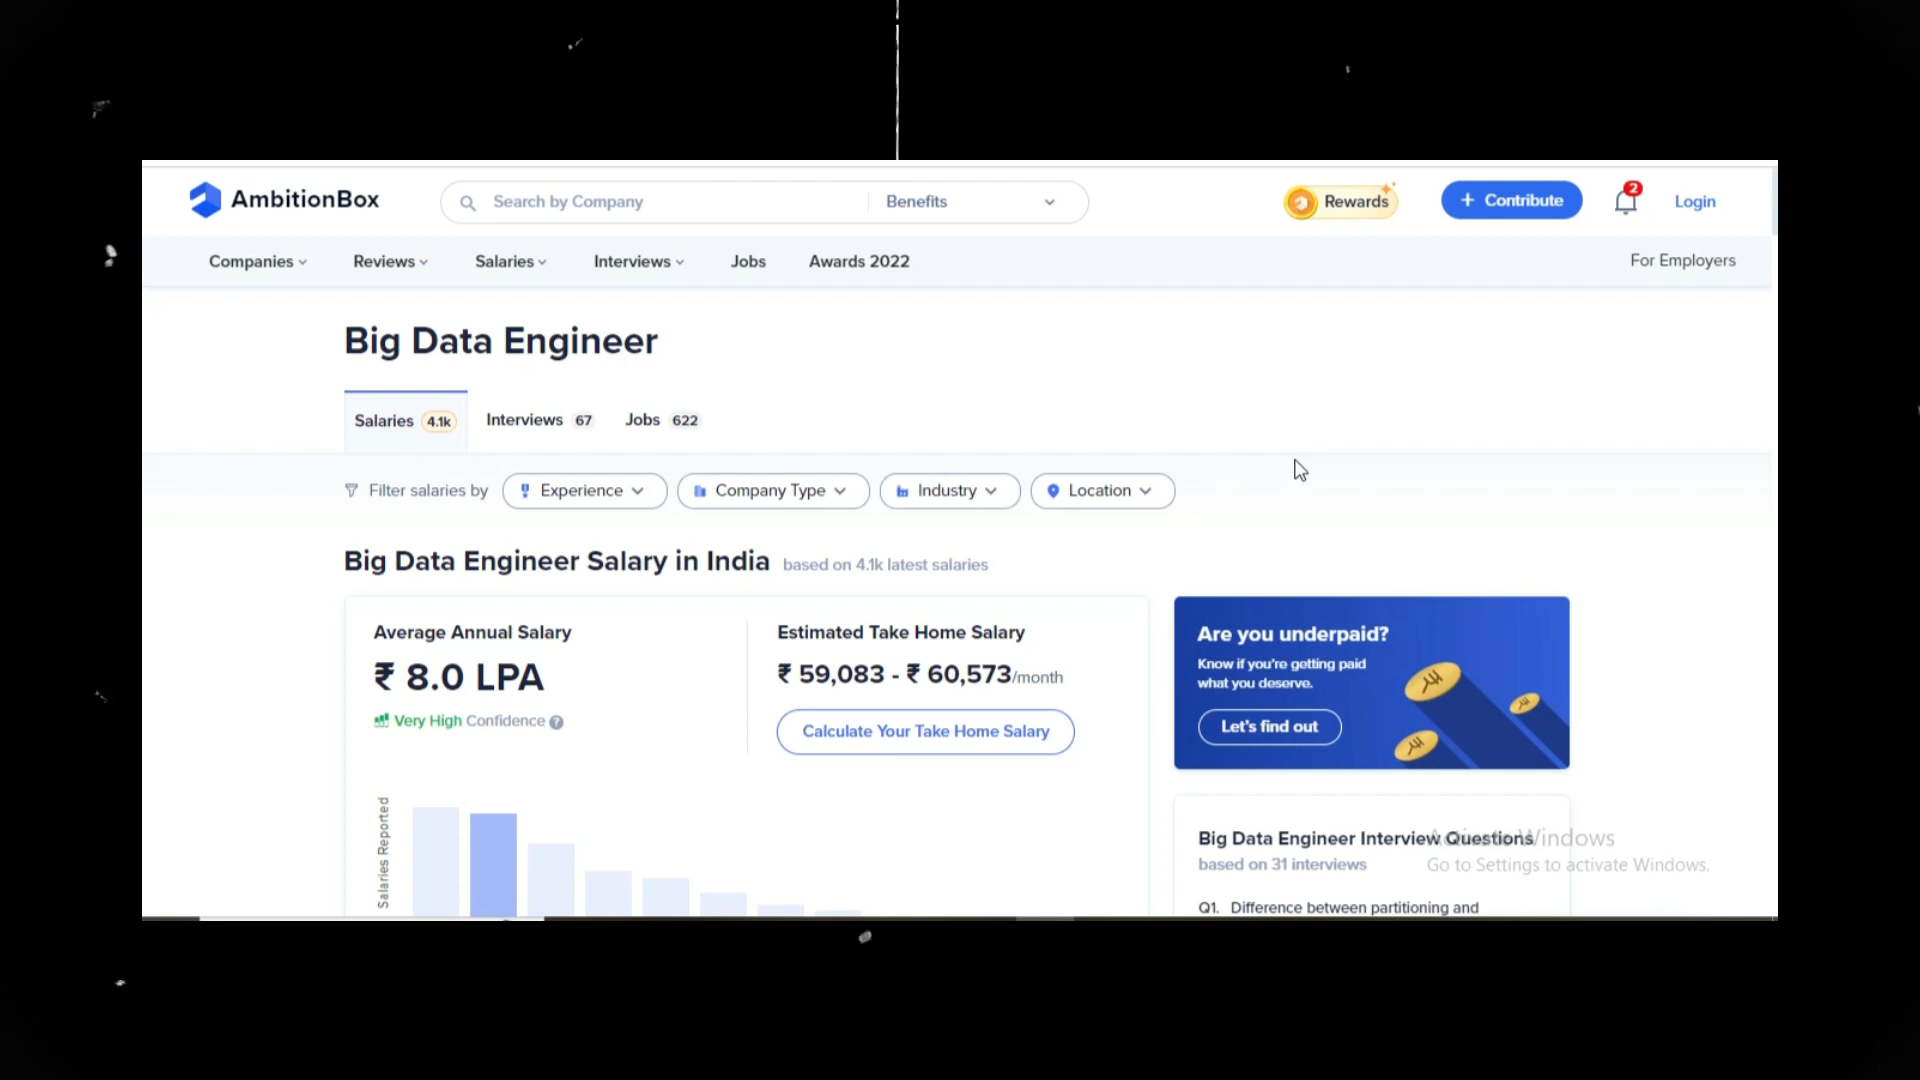 AmbitionBox
Search by Company
Benefits
Rewards
+ Contribute
2
Login
Companies
Reviews
Salaries
Interviews
Jobs
Awards 2022
For Employers
Big Data Engineer
Salaries 4.1k
Interviews 67
Jobs 622
Filter salaries by
Experience
Company Type
Industry
Location
Big Data Engineer Salary in India based on 4.1k latest salaries
Average Annual Salary
₹ 8.0 LPA
Very High Confidence ?
Estimated Take Home Salary
₹ 59,083 - ₹ 60,573/month
Calculate Your Take Home Salary
Salaries Reported
Are you underpaid?
Know if you're getting paid
what you deserve.
Let's find out
Big Data Engineer Interview Questions
based on 31 interviews
Q1. Difference between partitioning and
Activate Windows
Go to Settings to activate Windows.